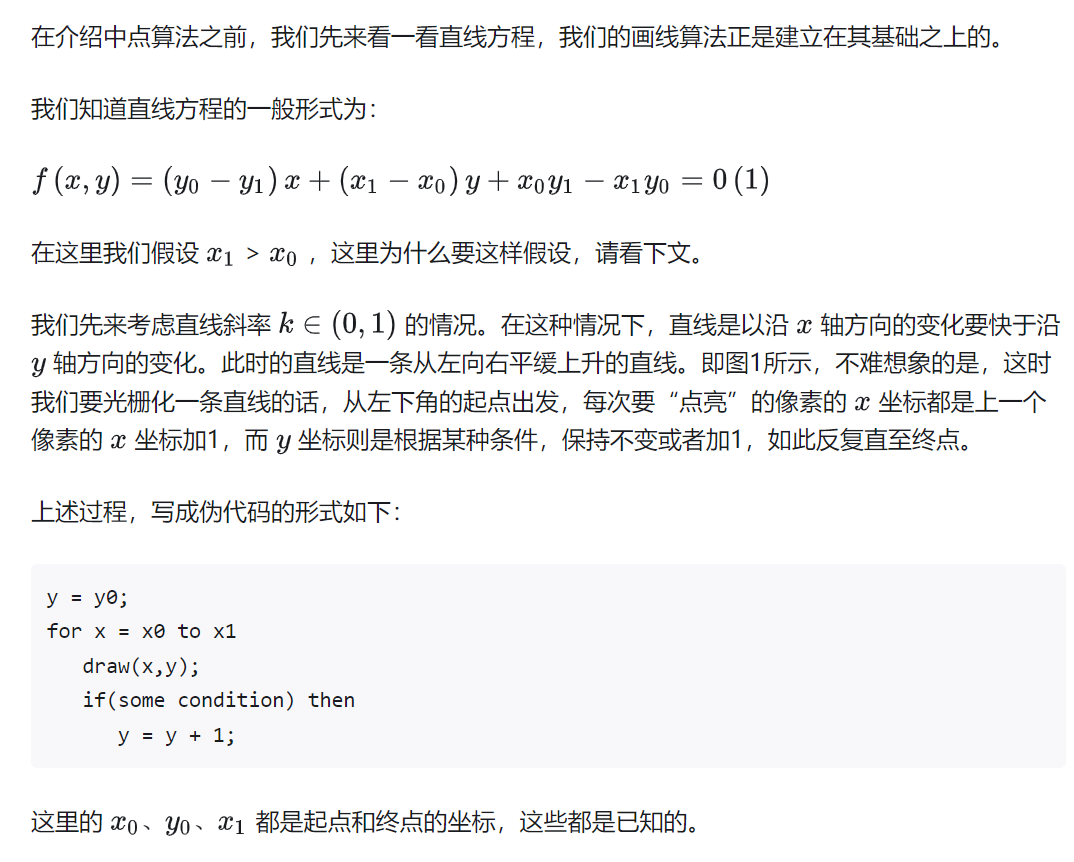 在介绍中点算法之前，我们先来看一看直线方程，我们的画线算法正是建立在其基础之上的。
我们知道直线方程的一般形式为：
f (x, y) = (y₀ − y₁) x + (x₁ − x₀) y + x₀y₁ − x₁y₀ = 0 (1)
在这里我们假设 x₁ > x₀ ，这里为什么要这样假设，请看下文。
我们先来考虑直线斜率 k ∈ (0, 1) 的情况。在这种情况下，直线是以沿 x 轴方向的变化要快于沿
y 轴方向的变化。此时的直线是一条从左向右平缓上升的直线。即图1所示，不难想象的是，这时
我们要光栅化一条直线的话，从左下角的起点出发，每次要“点亮”的像素的 x 坐标都是上一个
像素的 x 坐标加1，而 y 坐标则是根据某种条件，保持不变或者加1，如此反复直至终点。
上述过程，写成伪代码的形式如下：
y = y0;
for x = x0 to x1
   draw(x,y);
   if(some condition) then
      y = y + 1;
这里的 x₀、y₀、x₁ 都是起点和终点的坐标，这些都是已知的。